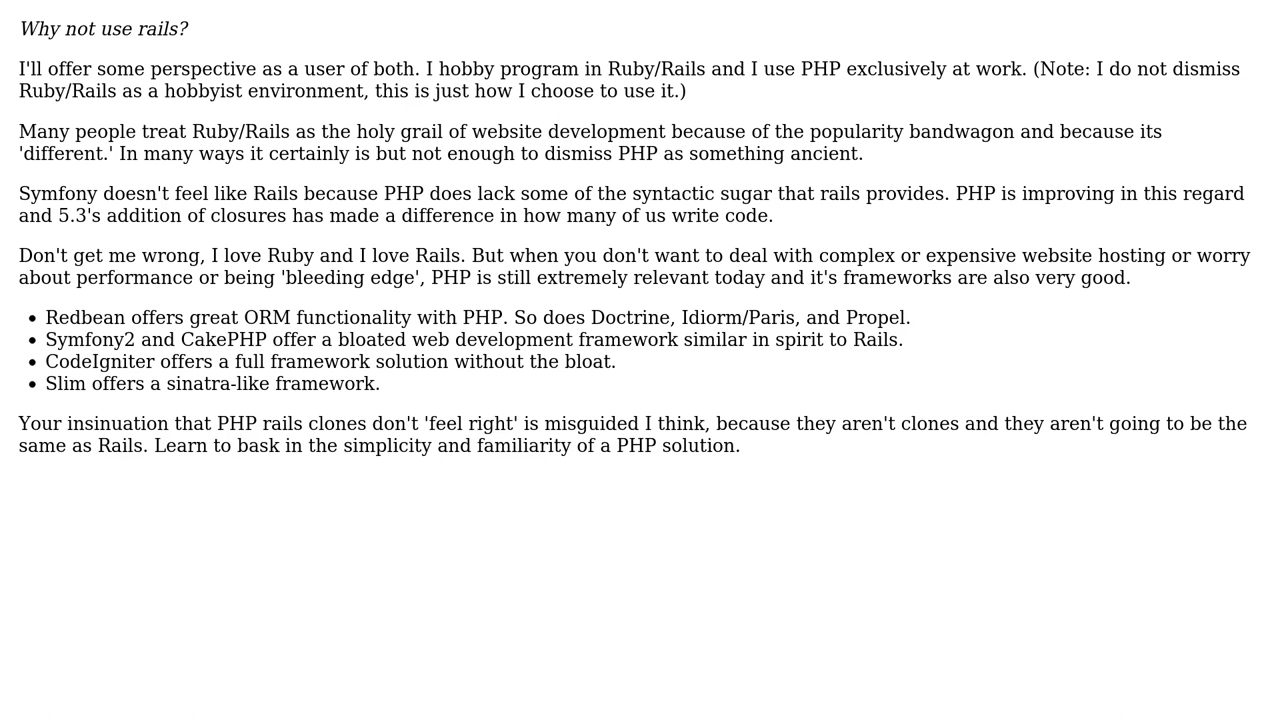 Why not use rails?
I'll offer some perspective as a user of both. I hobby program in Ruby/Rails and I use PHP exclusively at work. (Note: I do not dismiss
Ruby/Rails as a hobbyist environment, this is just how I choose to use it.)
Many people treat Ruby/Rails as the holy grail of website development because of the popularity bandwagon and because its
'different.' In many ways it certainly is but not enough to dismiss PHP as something ancient.
Symfony doesn't feel like Rails because PHP does lack some of the syntactic sugar that rails provides. PHP is improving in this regard
and 5.3's addition of closures has made a difference in how many of us write code.
Don't get me wrong, I love Ruby and I love Rails. But when you don't want to deal with complex or expensive website hosting or worry
about performance or being 'bleeding edge', PHP is still extremely relevant today and it's frameworks are also very good.
• Redbean offers great ORM functionality with PHP. So does Doctrine, Idiorm/Paris, and Propel.
• Symfony2 and CakePHP offer a bloated web development framework similar in spirit to Rails.
• CodeIgniter offers a full framework solution without the bloat.
• Slim offers a sinatra-like framework.
Your insinuation that PHP rails clones don't 'feel right' is misguided I think, because they aren't clones and they aren't going to be the
same as Rails. Learn to bask in the simplicity and familiarity of a PHP solution.